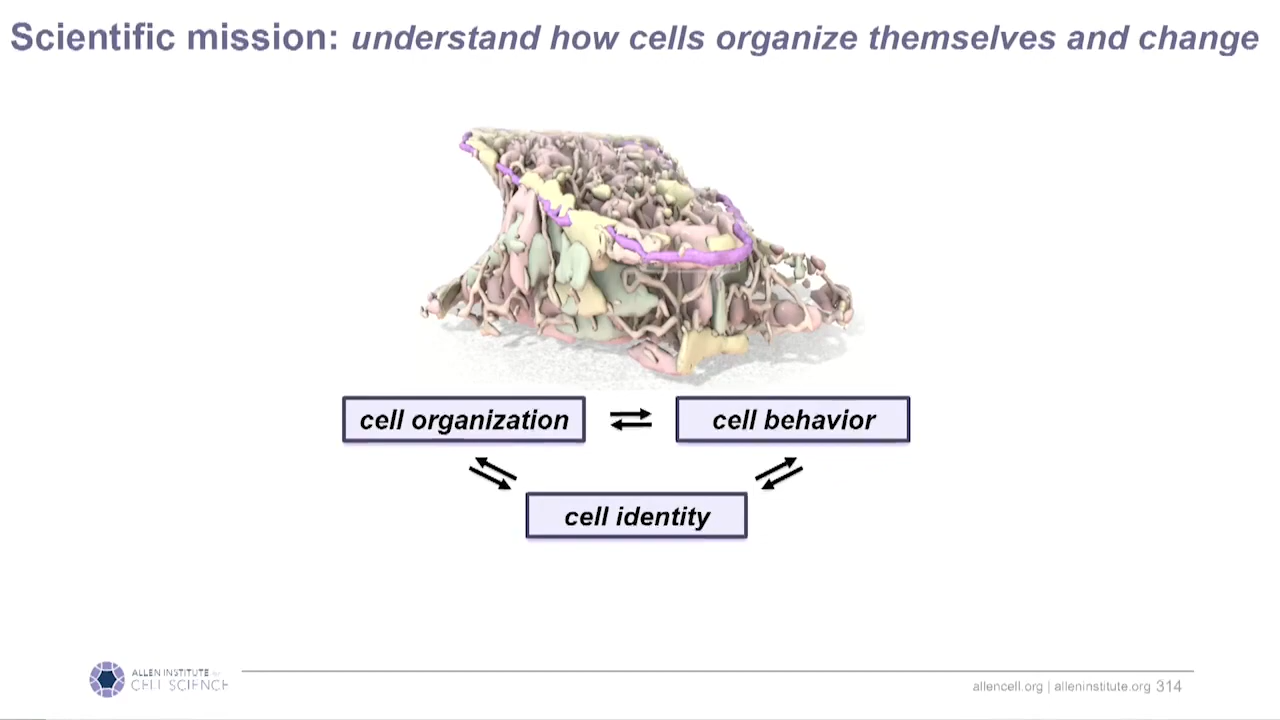 Scientific mission: understand how cells organize themselves and change
cell organization
cell behavior
cell identity
ALLEN INSTITUTE for
CELL SCIENCE
allencell.org | alleninstitute.org 314